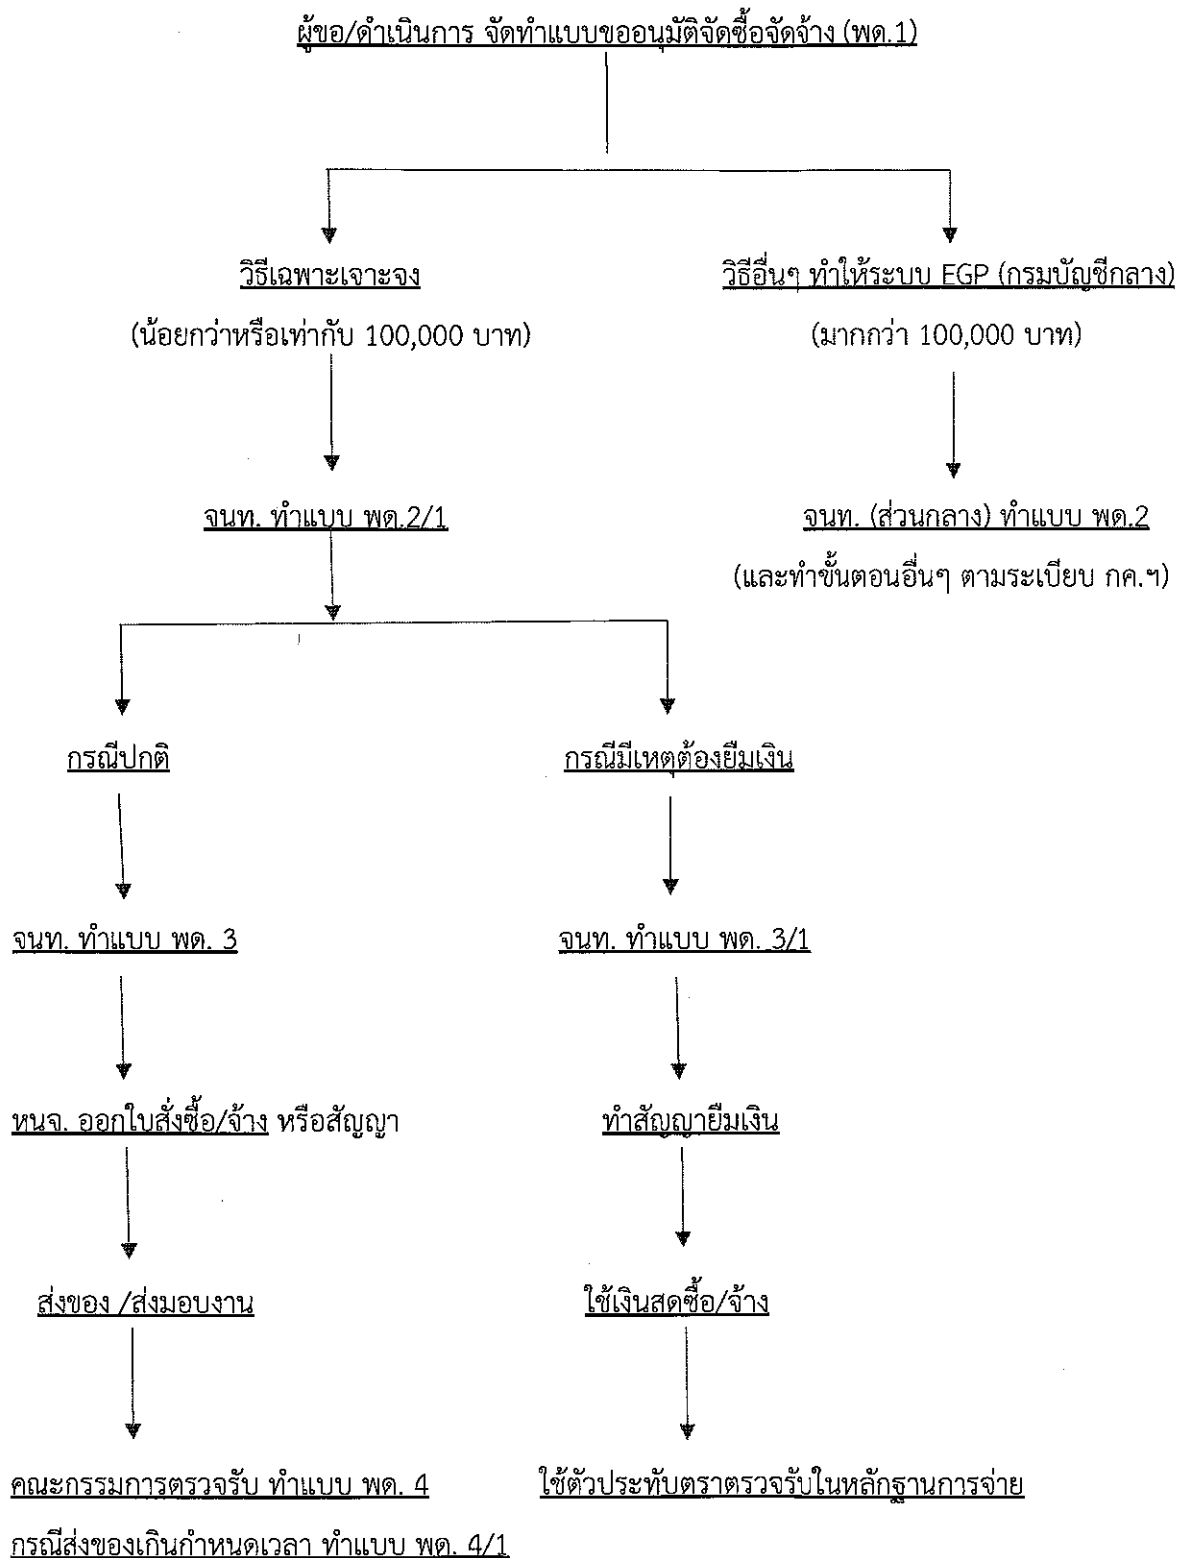 ผู้ขอ/ดำเนินการ จัดทำแบบขออนุมัติจัดซื้อจัดจ้าง (พด.1)
วิธีเฉพาะเจาะจง
(น้อยกว่าหรือเท่ากับ 100,000 บาท)
วิธีอื่นๆ ทำให้ระบบ EGP (กรมบัญชีกลาง)
(มากกว่า 100,000 บาท)
จนท. ทำแบบ พด.2/1
จนท. (ส่วนกลาง) ทำแบบ พด.2
(และทำขั้นตอนอื่นๆ ตามระเบียบ กค.ฯ)
กรณีปกติ
กรณีมีเหตุต้องยืมเงิน
จนท. ทำแบบ พด. 3
จนท. ทำแบบ พด. 3/1
หนจ. ออกใบสั่งซื้อ/จ้าง หรือสัญญา
ทำสัญญายืมเงิน
ส่งของ /ส่งมอบงาน
ใช้เงินสดซื้อ/จ้าง
คณะกรรมการตรวจรับ ทำแบบ พด. 4
กรณีส่งของเกินกำหนดเวลา ทำแบบ พด. 4/1
ใช้ตัวประทับตราตรวจรับในหลักฐานการจ่าย